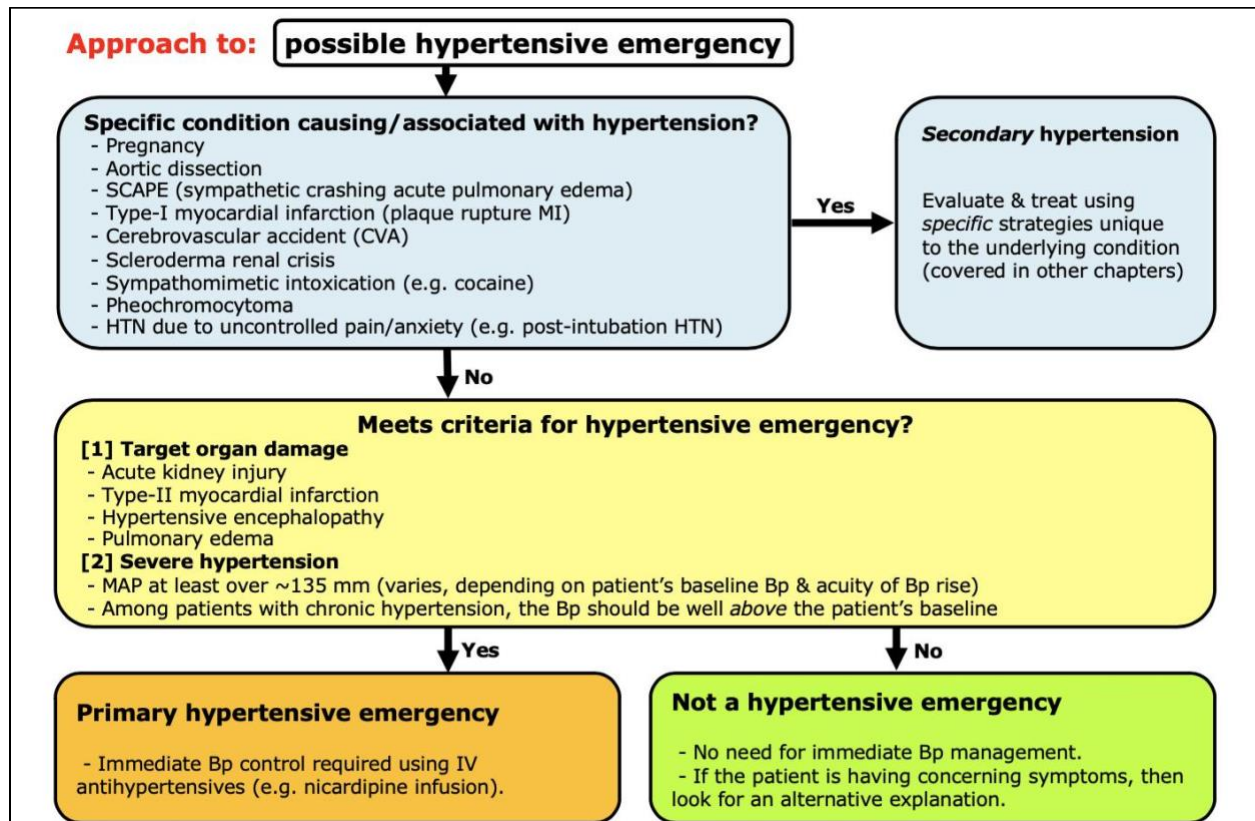 Approach to: possible hypertensive emergency
Specific condition causing/associated with hypertension?
- Pregnancy
- Aortic dissection
- SCAPE (sympathetic crashing acute pulmonary edema)
- Type-I myocardial infarction (plaque rupture MI)
- Cerebrovascular accident (CVA)
- Scleroderma renal crisis
- Sympathomimetic intoxication (e.g. cocaine)
- Pheochromocytoma
- HTN due to uncontrolled pain/anxiety (e.g. post-intubation HTN)
Yes
Secondary hypertension
Evaluate & treat using
specific strategies unique
to the underlying condition
(covered in other chapters)
No
Meets criteria for hypertensive emergency?
[1] Target organ damage
- Acute kidney injury
- Type-II myocardial infarction
- Hypertensive encephalopathy
- Pulmonary edema
[2] Severe hypertension
- MAP at least over ~135 mm (varies, depending on patient's baseline Bp & acuity of Bp rise)
- Among patients with chronic hypertension, the Bp should be well above the patient's baseline
Yes
Primary hypertensive emergency
- Immediate Bp control required using IV
antihypertensives (e.g. nicardipine infusion).
No
Not a hypertensive emergency
- No need for immediate Bp management.
- If the patient is having concerning symptoms, then
look for an alternative explanation.